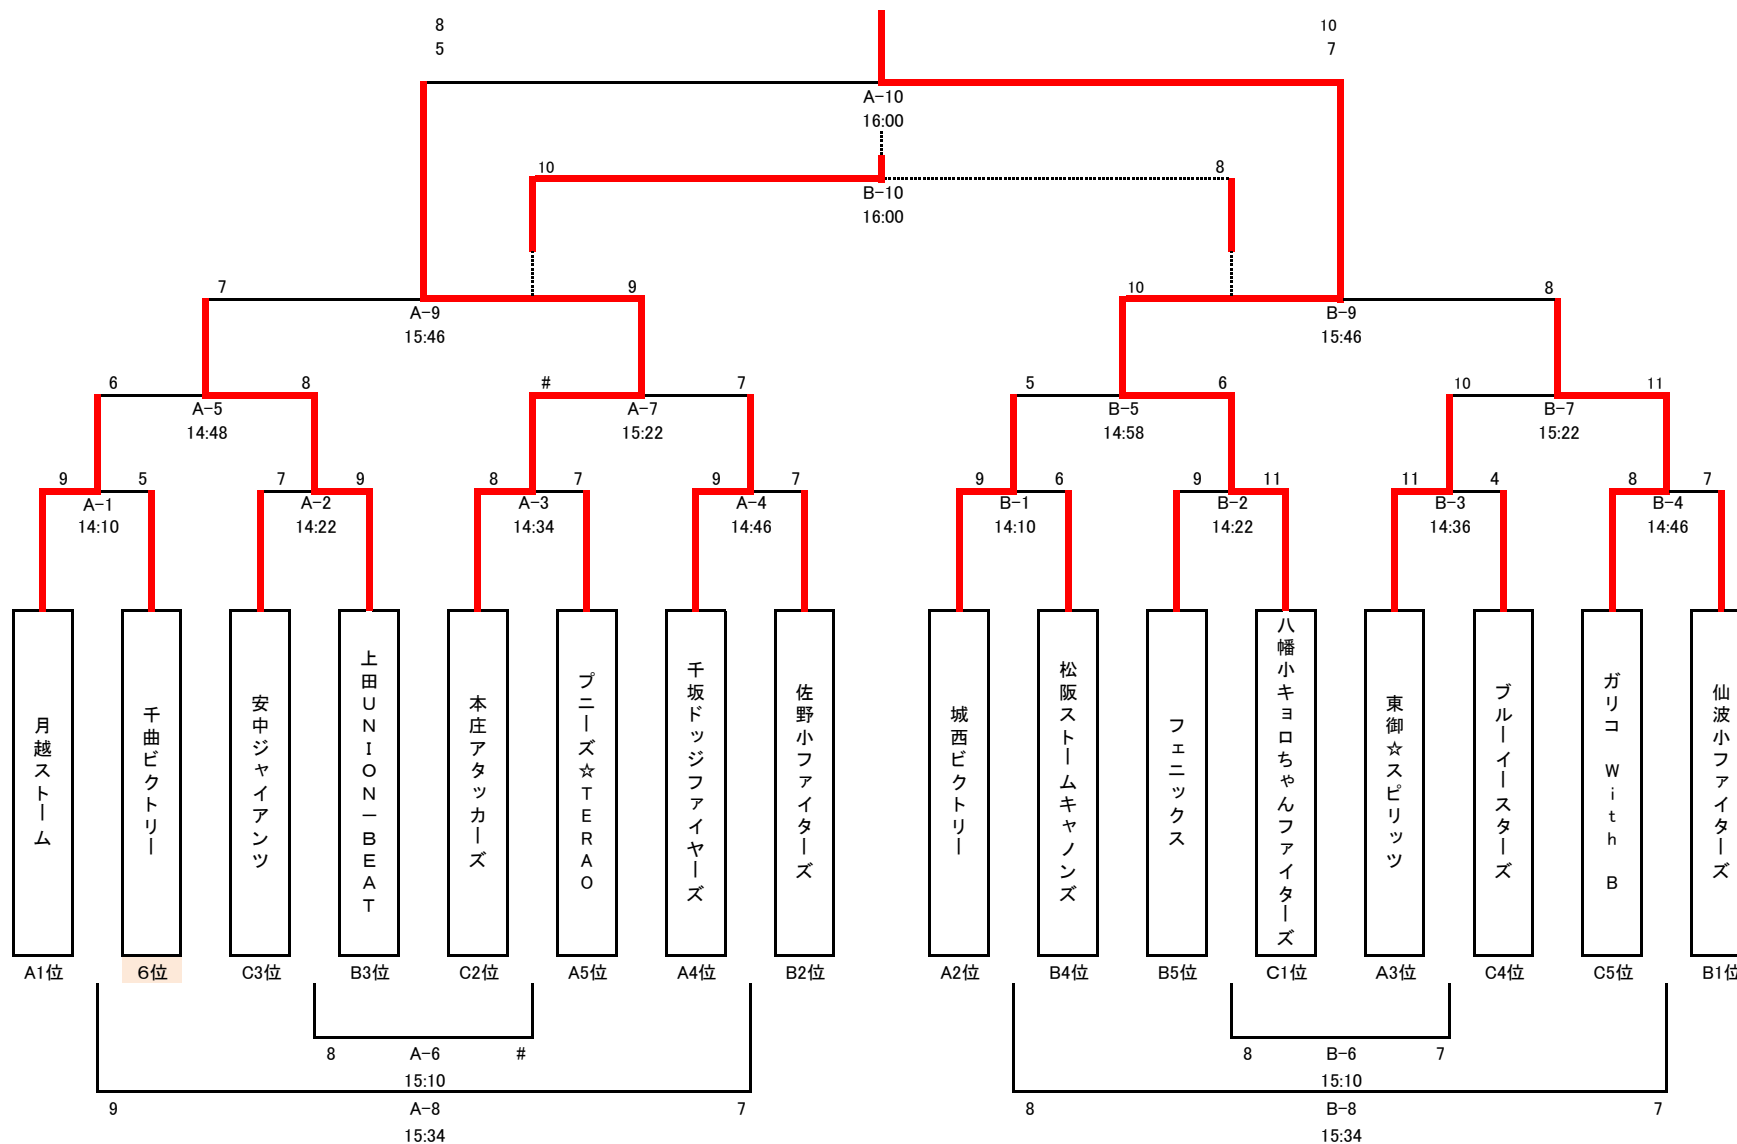 8 10
5 7
A-10
16:00
10 8
B-10
16:00
7 9 10 8
A-9 B-9
15:46 15:46
6 8 # 7 5 6 10 11
A-5 A-7 B-5 B-7
14:48 15:22 14:58 15:22
9 5 7 9 8 7 9 7 9 6 9 11 11 4 8 7
A-1 A-2 A-3 A-4 B-1 B-2 B-3 B-4
14:10 14:22 14:34 14:46 14:10 14:22 14:36 14:46
月越ストーム
千曲ビクトリー
安中ジャイアンツ
上田UNION-BEAT
本庄アタッカーズ
プニーズ☆TERAO
千坂ドッジファイヤーズ
佐野小ファイターズ
城西ビクトリー
松阪ストームキャノンズ
フェニックス
八幡小キョロちゃんファイターズ
東御☆スピリッツ
ブルーイースターズ
ガリコ With B
仙波小ファイターズ
A1位 6位 C3位 B3位 C2位 A5位 A4位 B2位 A2位 B4位 B5位 C1位 A3位 C4位 C5位 B1位
8 A-6 # 8 B-6 7
15:10 15:10
9 A-8 7 8 B-8 7
15:34 15:34